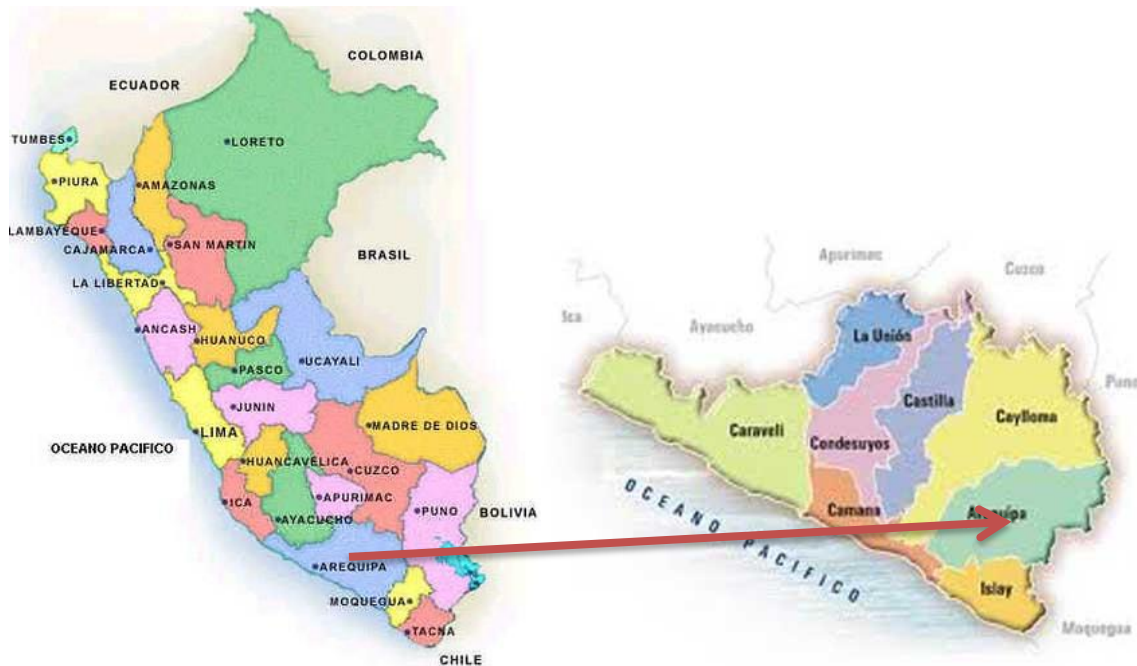 COLOMBIA
ECUADOR
TUMBES
LORETO
PIURA
AMAZONAS
LAMBAYEQUE
CAJAMARCA
SAN MARTIN
BRASIL
LA LIBERTAD
ANCASH
HUANUCO
UCAYALI
PASCO
JUNIN
LIMA
MADRE DE DIOS
OCEANO PACIFICO
HUANCAVELICA
CUZCO
ICA
APURIMAC
AYACUCHO
PUNO
BOLIVIA
AREQUIPA
MOQUEGUA
TACNA
CHILE
Apurimac
Cusco
Ica
Ayacucho
La Unión
Puno
Castilla
Caylloma
Caraveli
Condesuyos
Camana
Arequipa
OCEANO PACIFICO
Islay
Moquegua